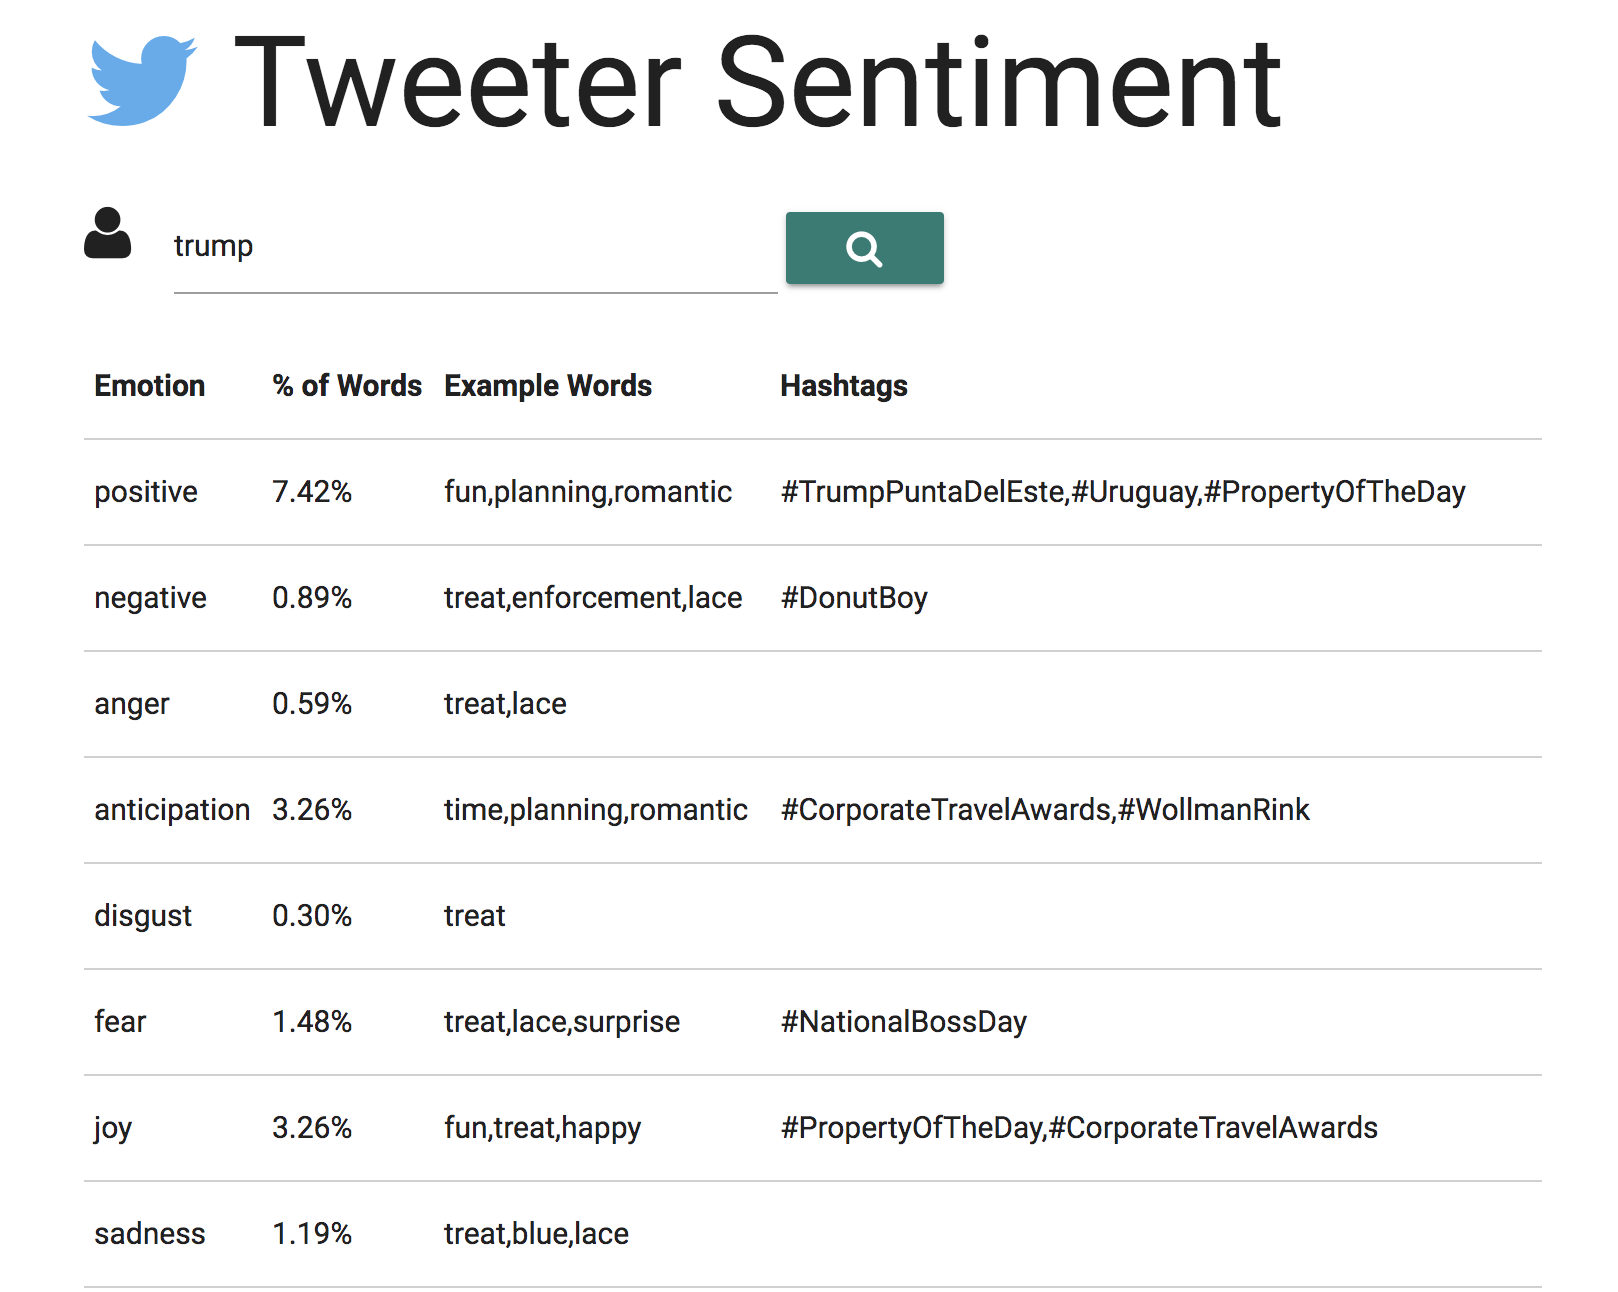 Tweeter Sentiment
trump
Emotion % of Words Example Words Hashtags
positive 7.42% fun,planning,romantic #TrumpPuntaDelEste,#Uruguay,#PropertyOfTheDay
negative 0.89% treat,enforcement,lace #DonutBoy
anger 0.59% treat,lace
anticipation 3.26% time,planning,romantic #CorporateTravelAwards,#WollmanRink
disgust 0.30% treat
fear 1.48% treat,lace,surprise #NationalBossDay
joy 3.26% fun,treat,happy #PropertyOfTheDay,#CorporateTravelAwards
sadness 1.19% treat,blue,lace